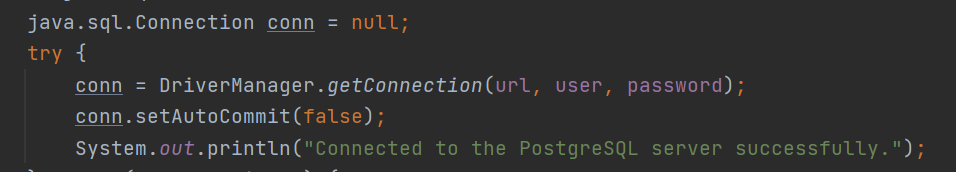 java.sql.Connection conn = null;
try {
conn = DriverManager.getConnection(url, user, password);
conn.setAutoCommit(false);
System.out.println("Connected to the PostgreSQL server successfully.");